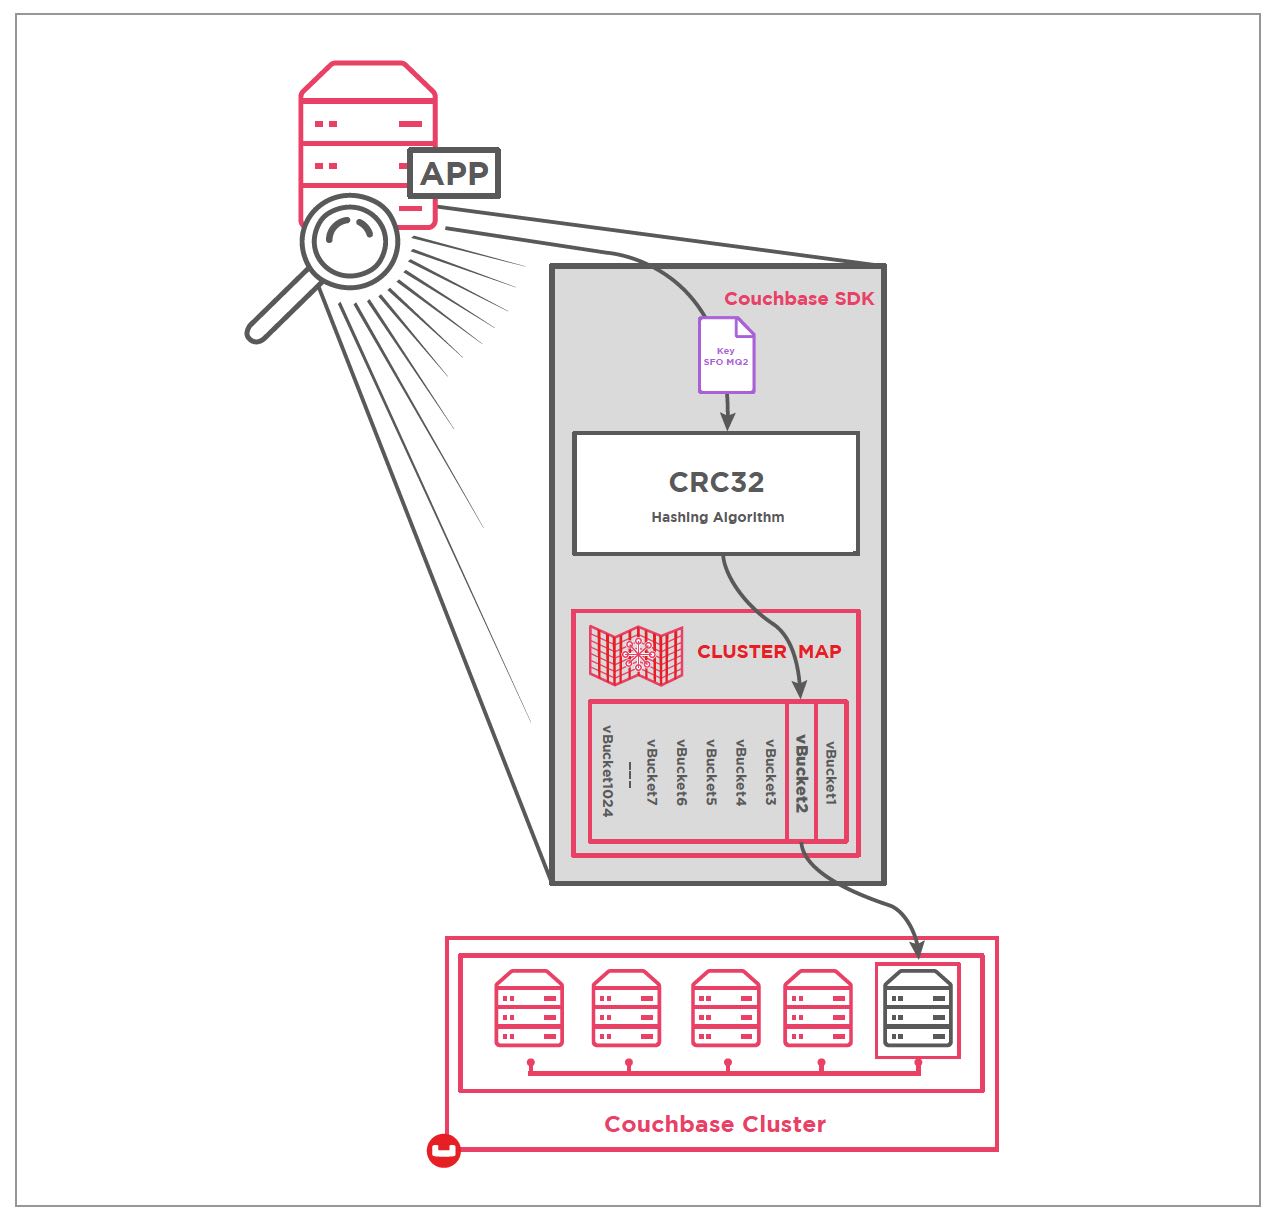 APP
Couchbase SDK
Key
SFO MQ2
CRC32
Hashing Algorithm
CLUSTER MAP
vBucket1024
---
vBucket7
vBucket6
vBucket5
vBucket4
vBucket3
vBucket2
vBucket1
Couchbase Cluster